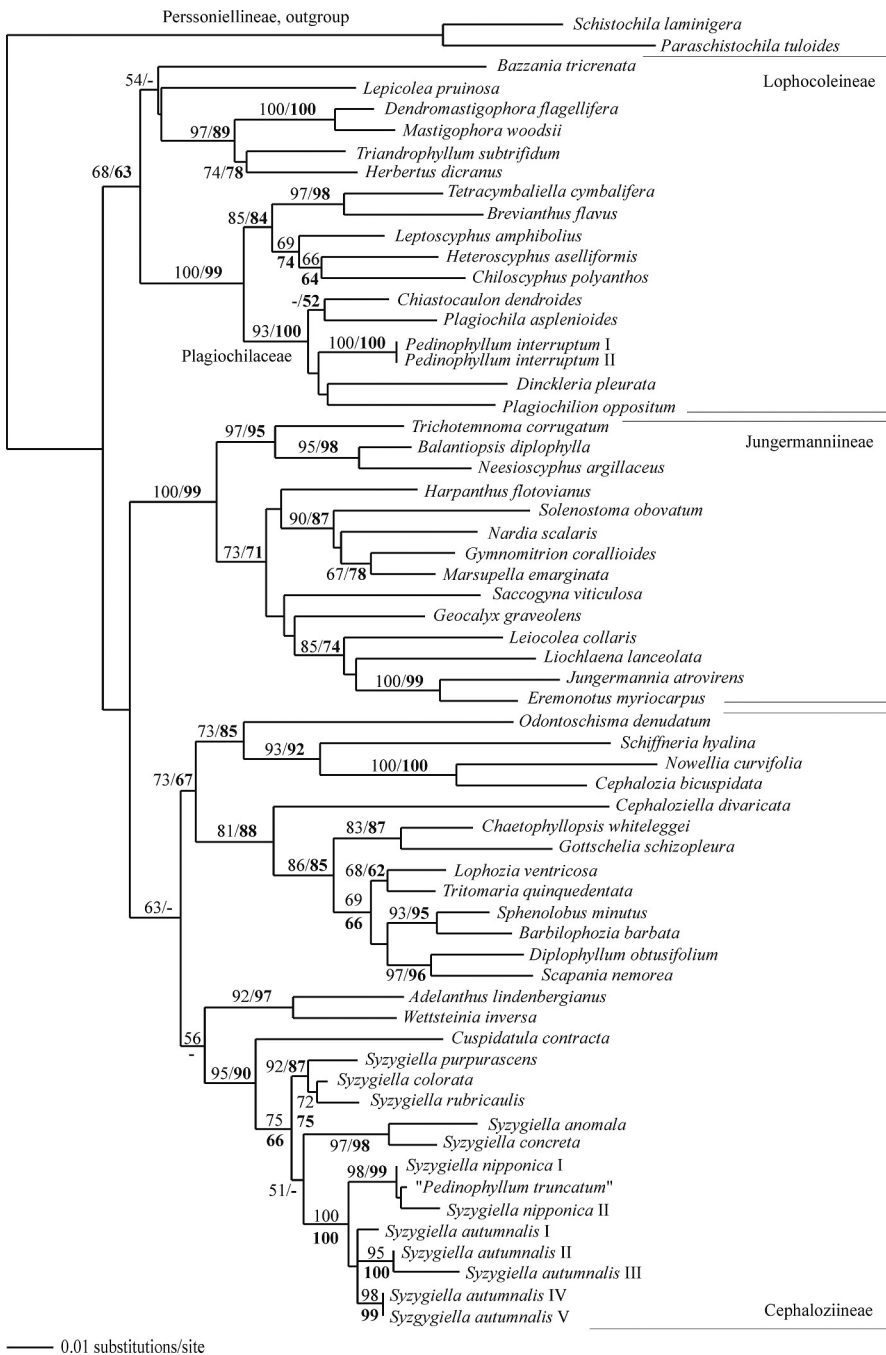 Perssoniellineae, outgroup
Schistochila laminigera
Paraschistochila tuloides
Bazzania tricrenata
54/-
Lophocoleineae
Lepicolea pruinosa
100/100
Dendromastigophora flagellifera
97/89
Mastigophora woodsii
Triandrophyllum subtrifidum
68/63
74/78
Herbertus dicranus
97/98
Tetracymbaliella cymbalifera
85/84
Brevianthus flavus
69
Leptoscyphus amphibolius
74
66
Heteroscyphus aselliformis
100/99
64
Chiloscyphus polyanthos
-/52
Chiastocaulon dendroides
93/100
Plagiochila asplenioides
Plagiochilaceae
100/100
Pedinophyllum interruptum I
Pedinophyllum interruptum II
Dinckleria pleurata
Plagiochilion oppositum
97/95
Trichotemnoma corrugatum
Jungermanniineae
95/98
Balantiopsis diplophylla
Neesioscyphus argillaceus
100/99
Harpanthus flotovianus
90/87
Solenostoma obovatum
Nardia scalaris
73/71
Gymnomitrion corallioides
67/78
Marsupella emarginata
Saccogyna viticulosa
Geocalyx graveolens
85/74
Leiocolea collaris
Liochlaena lanceolata
100/99
Jungermannia atrovirens
Eremonotus myriocarpus
73/85
Odontoschisma denudatum
93/92
Schiffneria hyalina
73/67
100/100
Nowellia curvifolia
Cephalozia bicuspidata
Cephaloziella divaricata
81/88
83/87
Chaetophyllopsis whiteleggei
Gottschelia schizopleura
86/85
68/62
Lophozia ventricosa
69
Tritomaria quinquedentata
66
93/95
Sphenolobus minutus
63/-
Barbilophozia barbata
Diplophyllum obtusifolium
97/96
Scapania nemorea
92/97
Adelanthus lindenbergianus
Wettsteinia inversa
56
-
Cuspidatula contracta
95/90
92/87
Syzygiella purpurascens
Syzygiella colorata
72
Syzygiella rubricaulis
75
75
66
Syzygiella anomala
97/98
Syzygiella concreta
98/99
Syzygiella nipponica I
51/-
"Pedinophyllum truncatum"
Syzygiella nipponica II
100
100
Syzygiella autumnalis I
95
Syzygiella autumnalis II
100
Syzygiella autumnalis III
98
Syzygiella autumnalis IV
99
Syzgygiella autumnalis V
Cephaloziineae
0.01 substitutions/site